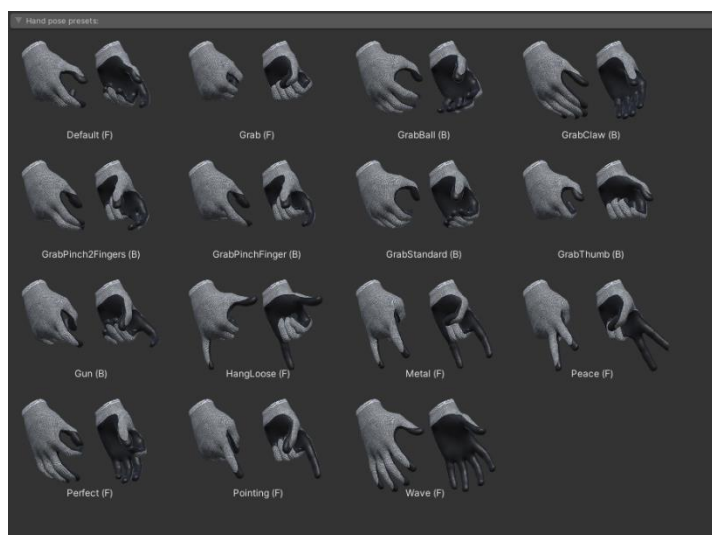 Hand pose presets:
Default (F)
Grab (F)
GrabBall (B)
GrabClaw (B)
GrabPinch2Fingers (B)
GrabPinchFinger (B)
GrabStandard (B)
GrabThumb (B)
Gun (B)
HangLoose (F)
Metal (F)
Peace (F)
Perfect (F)
Pointing (F)
Wave (F)